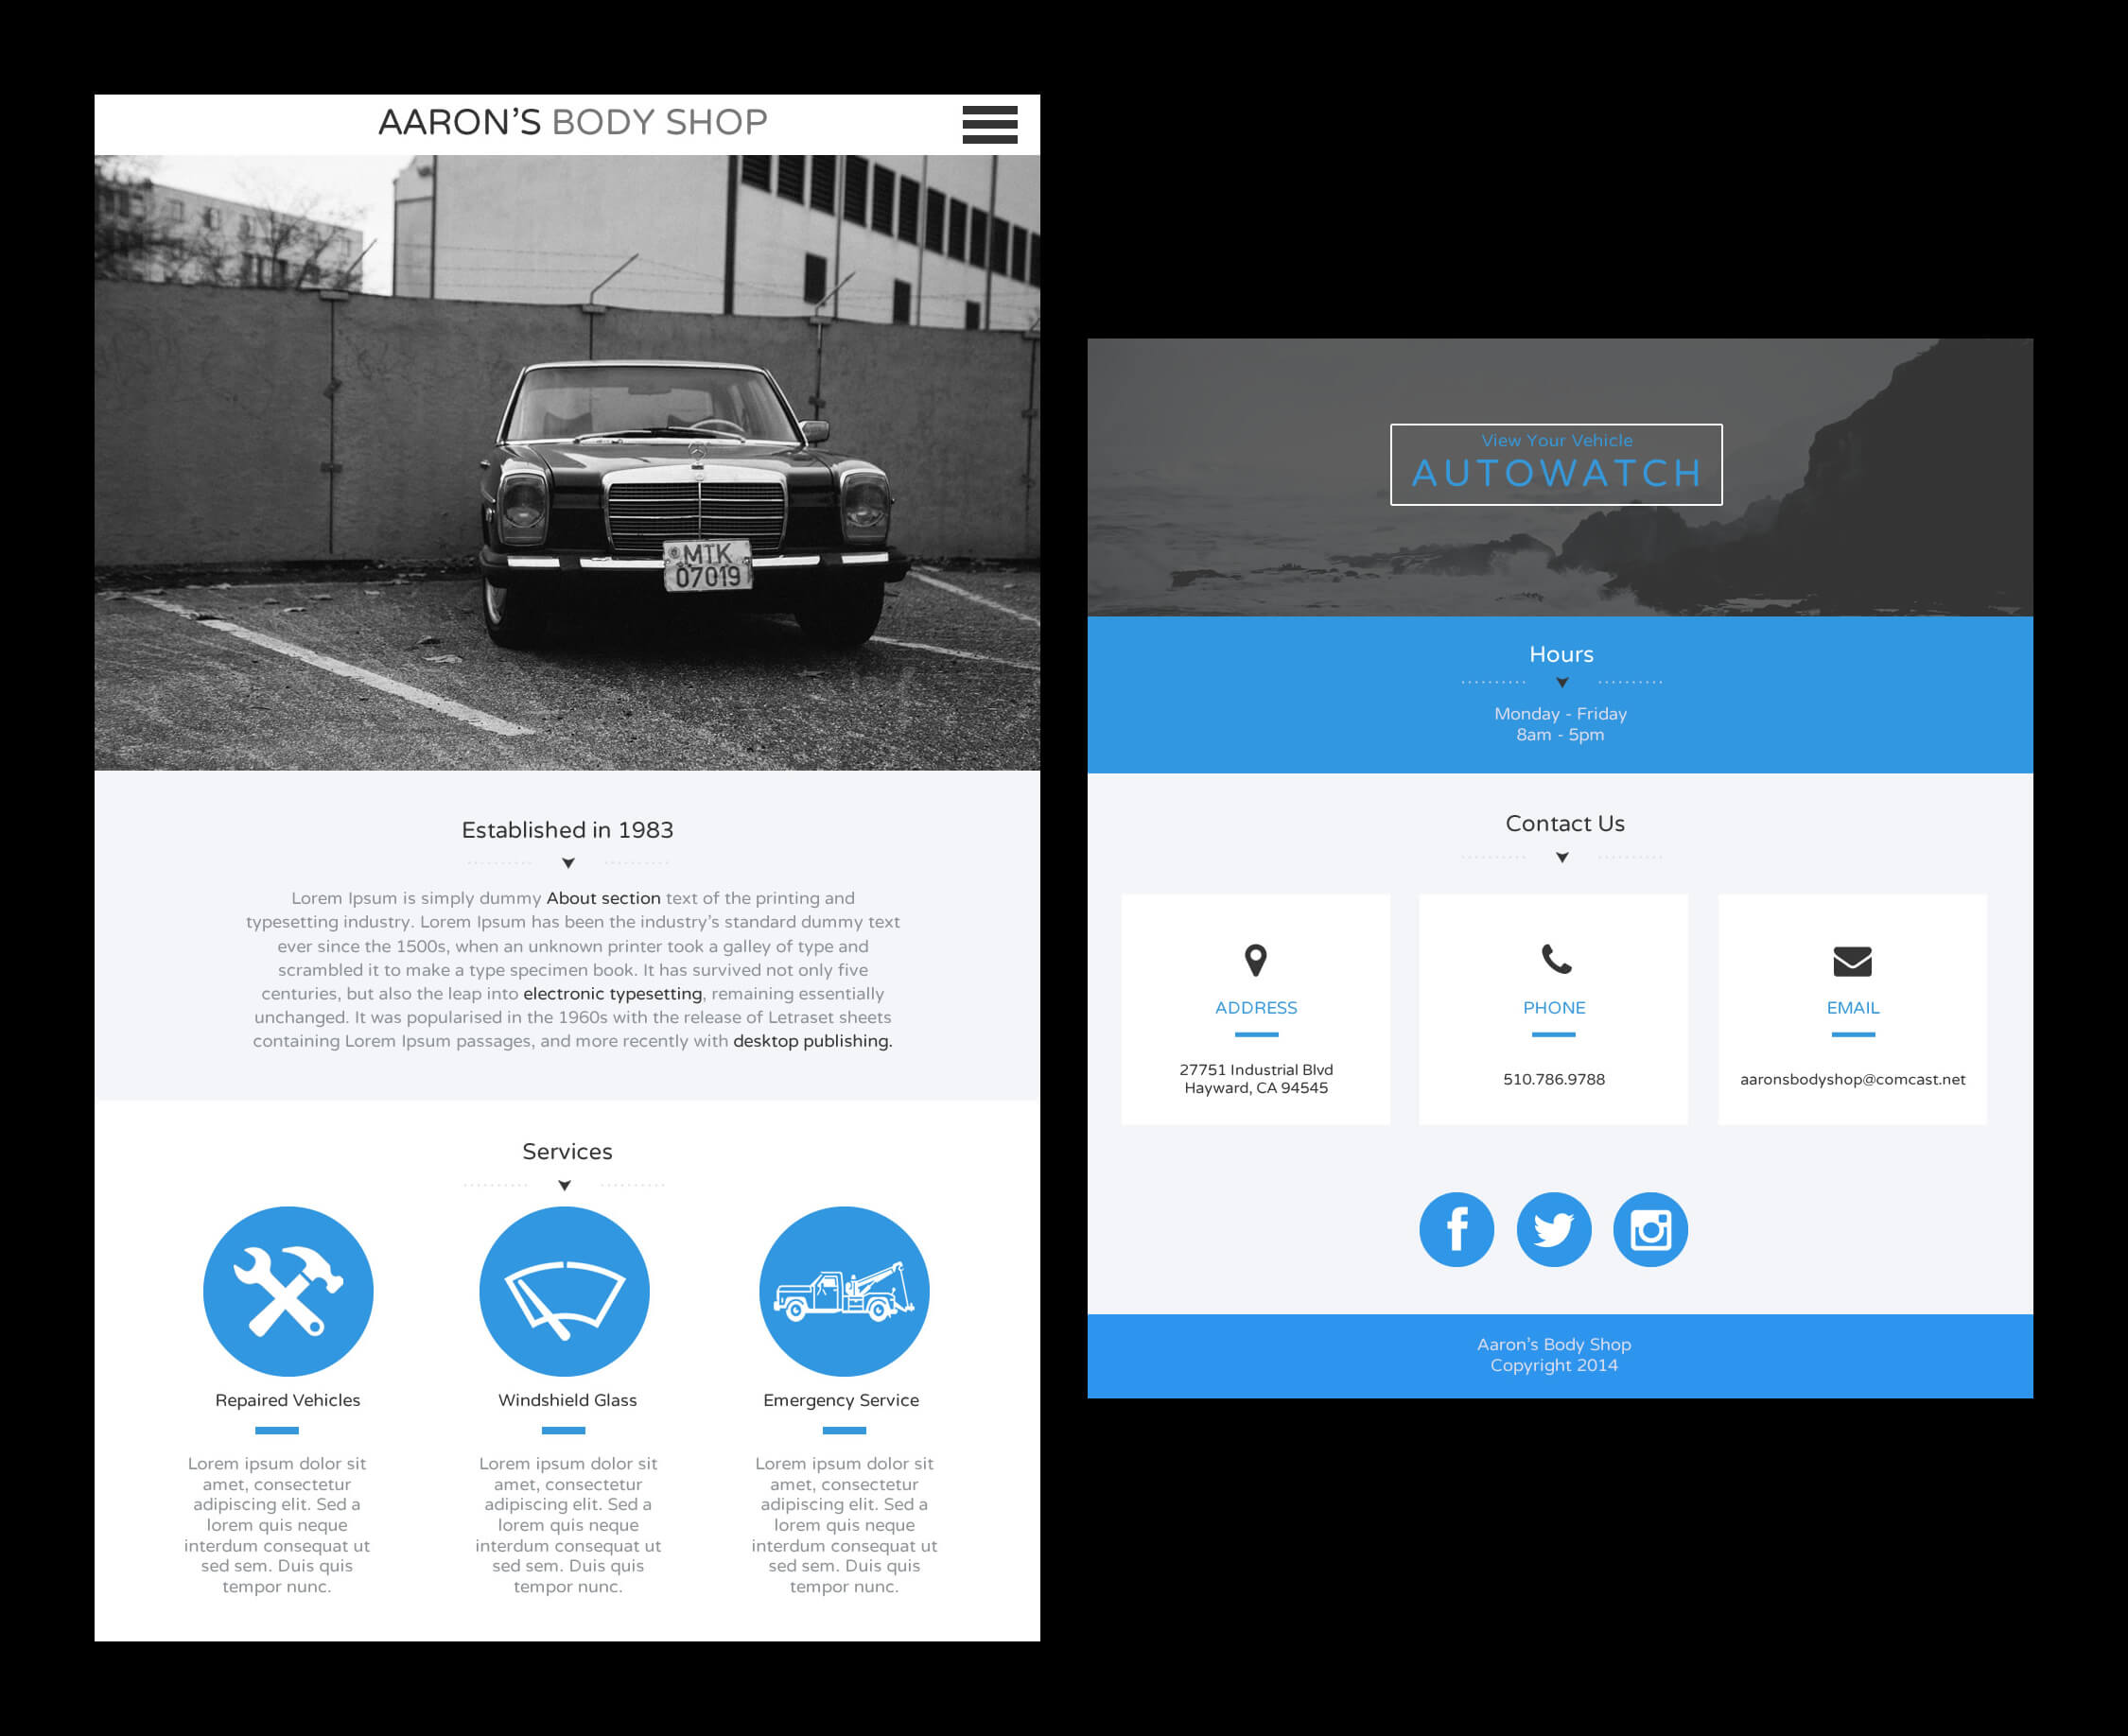 AARON'S BODY SHOP
MTK
07019
Established in 1983
Lorem Ipsum is simply dummy About section text of the printing and
typesetting industry. Lorem Ipsum has been the industry's standard dummy text
ever since the 1500s, when an unknown printer took a galley of type and
scrambled it to make a type specimen book. It has survived not only five
centuries, but also the leap into electronic typesetting, remaining essentially
unchanged. It was popularised in the 1960s with the release of Letraset sheets
containing Lorem Ipsum passages, and more recently with desktop publishing.
Services
Repaired Vehicles
Lorem ipsum dolor sit
amet, consectetur
adipiscing elit. Sed a
lorem quis neque
interdum consequat ut
sed sem. Duis quis
tempor nunc.
Windshield Glass
Lorem ipsum dolor sit
amet, consectetur
adipiscing elit. Sed a
lorem quis neque
interdum consequat ut
sed sem. Duis quis
tempor nunc.
Emergency Service
Lorem ipsum dolor sit
amet, consectetur
adipiscing elit. Sed a
lorem quis neque
interdum consequat ut
sed sem. Duis quis
tempor nunc.
View Your Vehicle
AUTOWATCH
Hours
Monday - Friday
8am - 5pm
Contact Us
ADDRESS
27751 Industrial Blvd
Hayward, CA 94545
PHONE
510.786.9788
EMAIL
aaronsbodyshop@comcast.net
Aaron's Body Shop
Copyright 2014